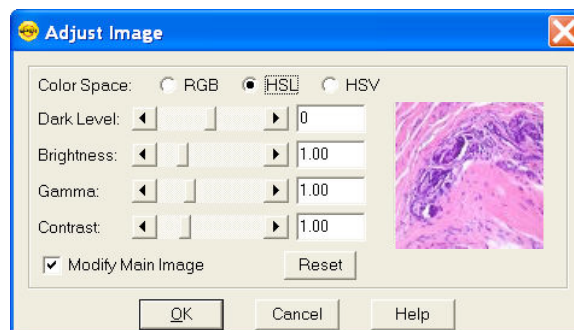 Adjust Image
Color Space: RGB HSL HSV
Dark Level: 0
Brightness: 1.00
Gamma: 1.00
Contrast: 1.00
Modify Main Image Reset
OK Cancel Help